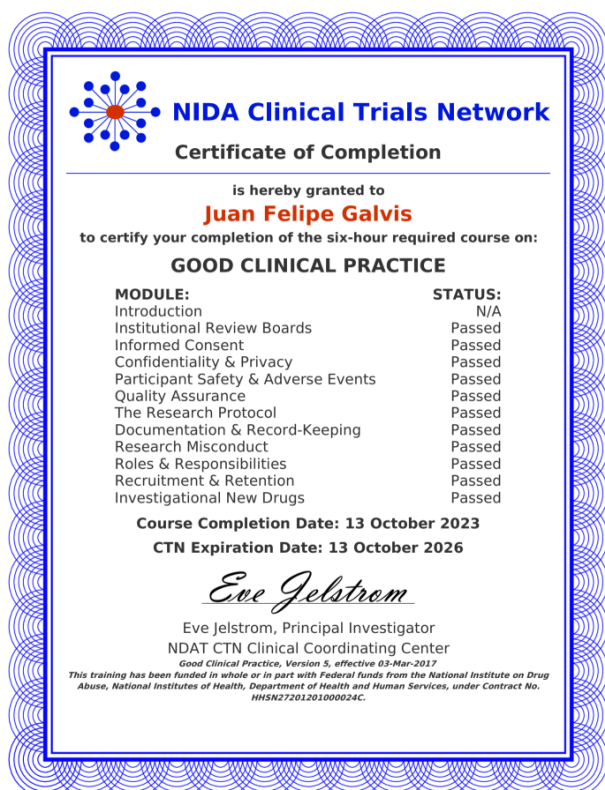 NIDA Clinical Trials Network
Certificate of Completion
is hereby granted to
Juan Felipe Galvis
to certify your completion of the six-hour required course on:
GOOD CLINICAL PRACTICE
MODULE: STATUS:
Introduction N/A
Institutional Review Boards Passed
Informed Consent Passed
Confidentiality & Privacy Passed
Participant Safety & Adverse Events Passed
Quality Assurance Passed
The Research Protocol Passed
Documentation & Record-Keeping Passed
Research Misconduct Passed
Roles & Responsibilities Passed
Recruitment & Retention Passed
Investigational New Drugs Passed
Course Completion Date: 13 October 2023
CTN Expiration Date: 13 October 2026
Eve Jelstrom
Eve Jelstrom, Principal Investigator
NDAT CTN Clinical Coordinating Center
Good Clinical Practice, Version 5, effective 03-Mar-2017
This training has been funded in whole or in part with Federal funds from the National Institute on Drug
Abuse, National Institutes of Health, Department of Health and Human Services, under Contract No.
HHSN27201201000024C.